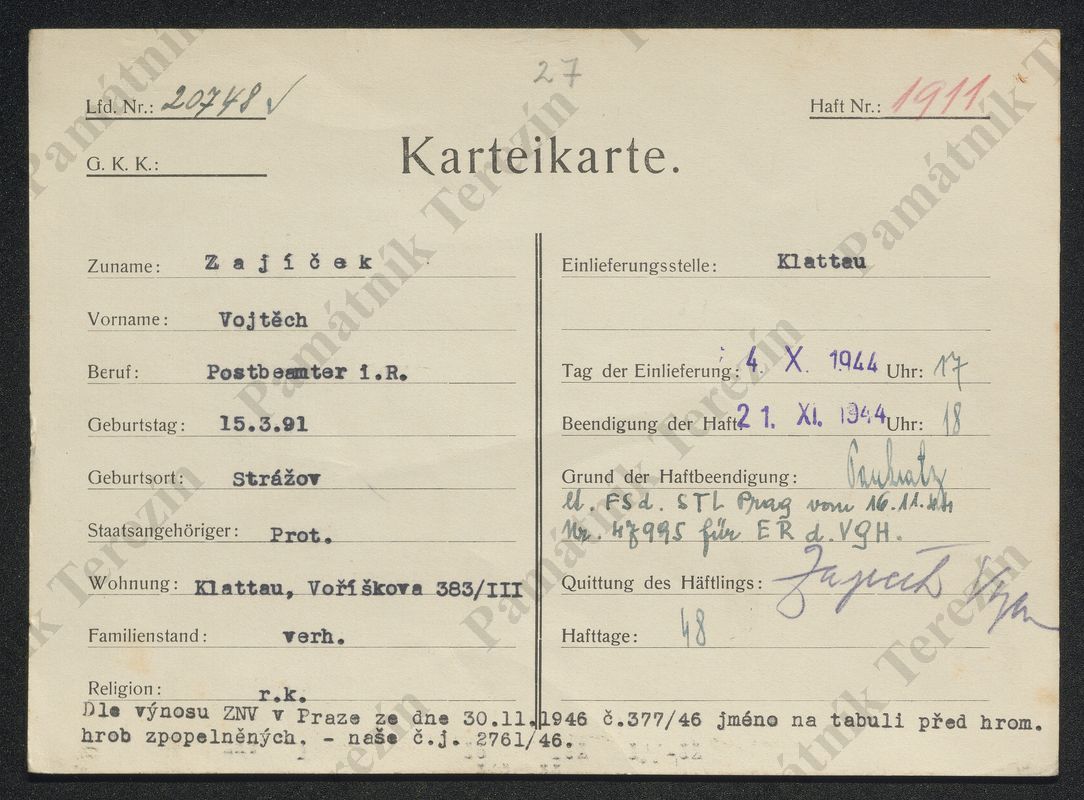 27
Lfd. Nr.: 20748 √
Haft Nr.: 1911
G. K. K.:
Karteikarte.
Zuname: Zajíček
Vorname: Vojtěch
Beruf: Postbeamter i.R.
Geburtstag: 15.3.91
Geburtsort: Strážov
Staatsangehöriger: Prot.
Wohnung: Klattau, Voříškova 383/III
Familienstand: verh.
Religion: r.k.
Einlieferungsstelle: Klattau
Tag der Einlieferung: 4. X. 1944 Uhr: 17
Beendigung der Haft: 21. XI. 1944 Uhr: 18
Grund der Haftbeendigung:
lt. FSd. STL Prag vom 16.11.44
Nr. 47995 für ER d. VGH.
Quittung des Häftlings:
Hafttage: 48
Dle výnosu ZNV v Praze ze dne 30.11.1946 č.377/46 jméno na tabuli před hrom.
hrob zpopelněných. - naše č.j. 2761/46.
Památník Terezín